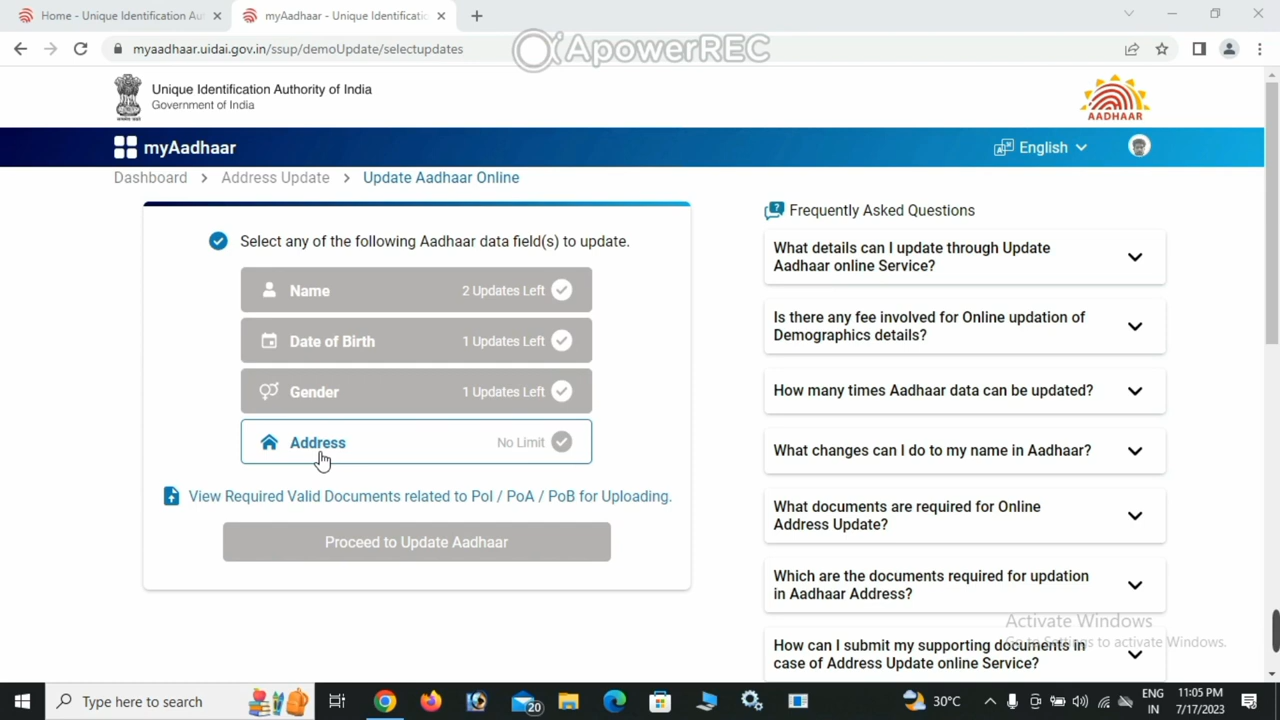 Home - Unique Identification Au
myAadhaar - Unique Identificatic
myaadhaar.uidai.gov.in/ssup/demoUpdate/selectupdates
ApowerREC
Unique Identification Authority of India
Government of India
AADHAAR
myAadhaar
English
Dashboard > Address Update > Update Aadhaar Online
Select any of the following Aadhaar data field(s) to update.
Name 2 Updates Left
Date of Birth 1 Updates Left
Gender 1 Updates Left
Address No Limit
View Required Valid Documents related to PoI / PoA / PoB for Uploading.
Proceed to Update Aadhaar
Frequently Asked Questions
What details can I update through Update
Aadhaar online Service?
Is there any fee involved for Online updation of
Demographics details?
How many times Aadhaar data can be updated?
What changes can I do to my name in Aadhaar?
What documents are required for Online
Address Update?
Which are the documents required for updation
in Aadhaar Address?
How can I submit my supporting documents in
case of Address Update online Service?
Activate Windows
Go to Settings to activate Windows.
Type here to search
20
30°C
ENG
IN
11:05 PM
7/17/2023